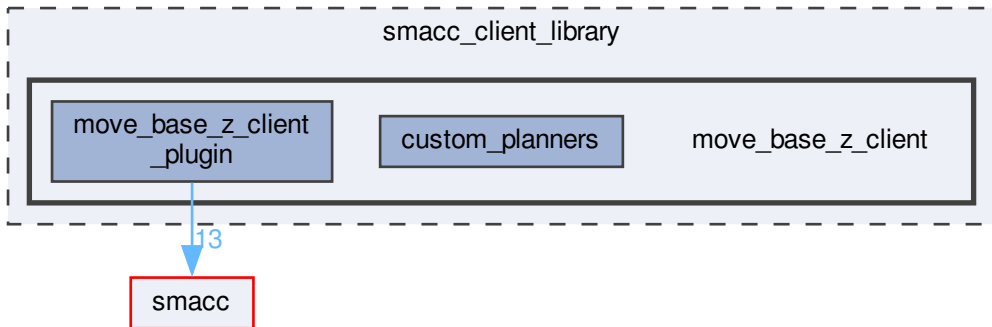 smacc_client_library
move_base_z_client
_plugin
custom_planners
move_base_z_client
13
smacc